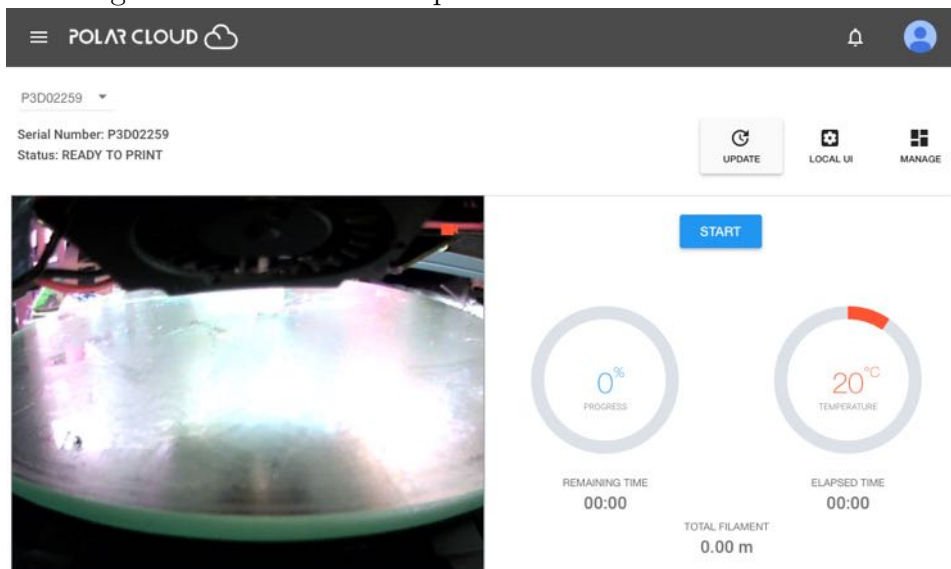 POLAR CLOUD
P3D02259
Serial Number: P3D02259
Status: READY TO PRINT
UPDATE
LOCAL UI
MANAGE
START
0%
PROGRESS
20°C
TEMPERATURE
REMAINING TIME
00:00
ELAPSED TIME
00:00
TOTAL FILAMENT
0.00 m